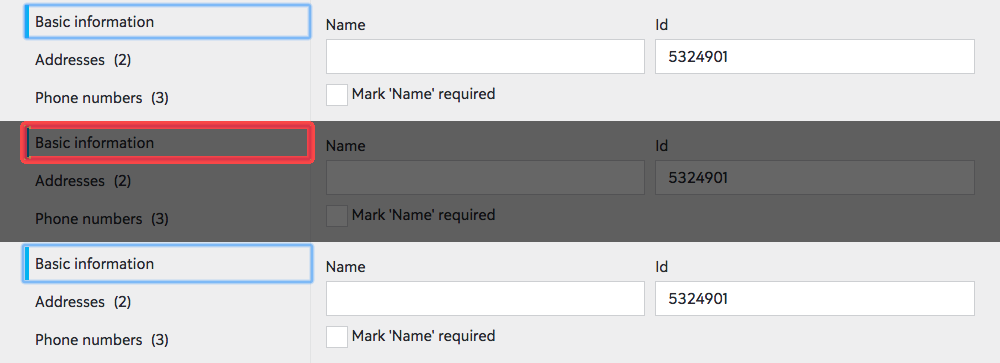 Basic information
Addresses (2)
Phone numbers (3)
Name
Id
5324901
Mark 'Name' required
Basic information
Addresses (2)
Phone numbers (3)
Name
Id
5324901
Mark 'Name' required
Basic information
Addresses (2)
Phone numbers (3)
Name
Id
5324901
Mark 'Name' required